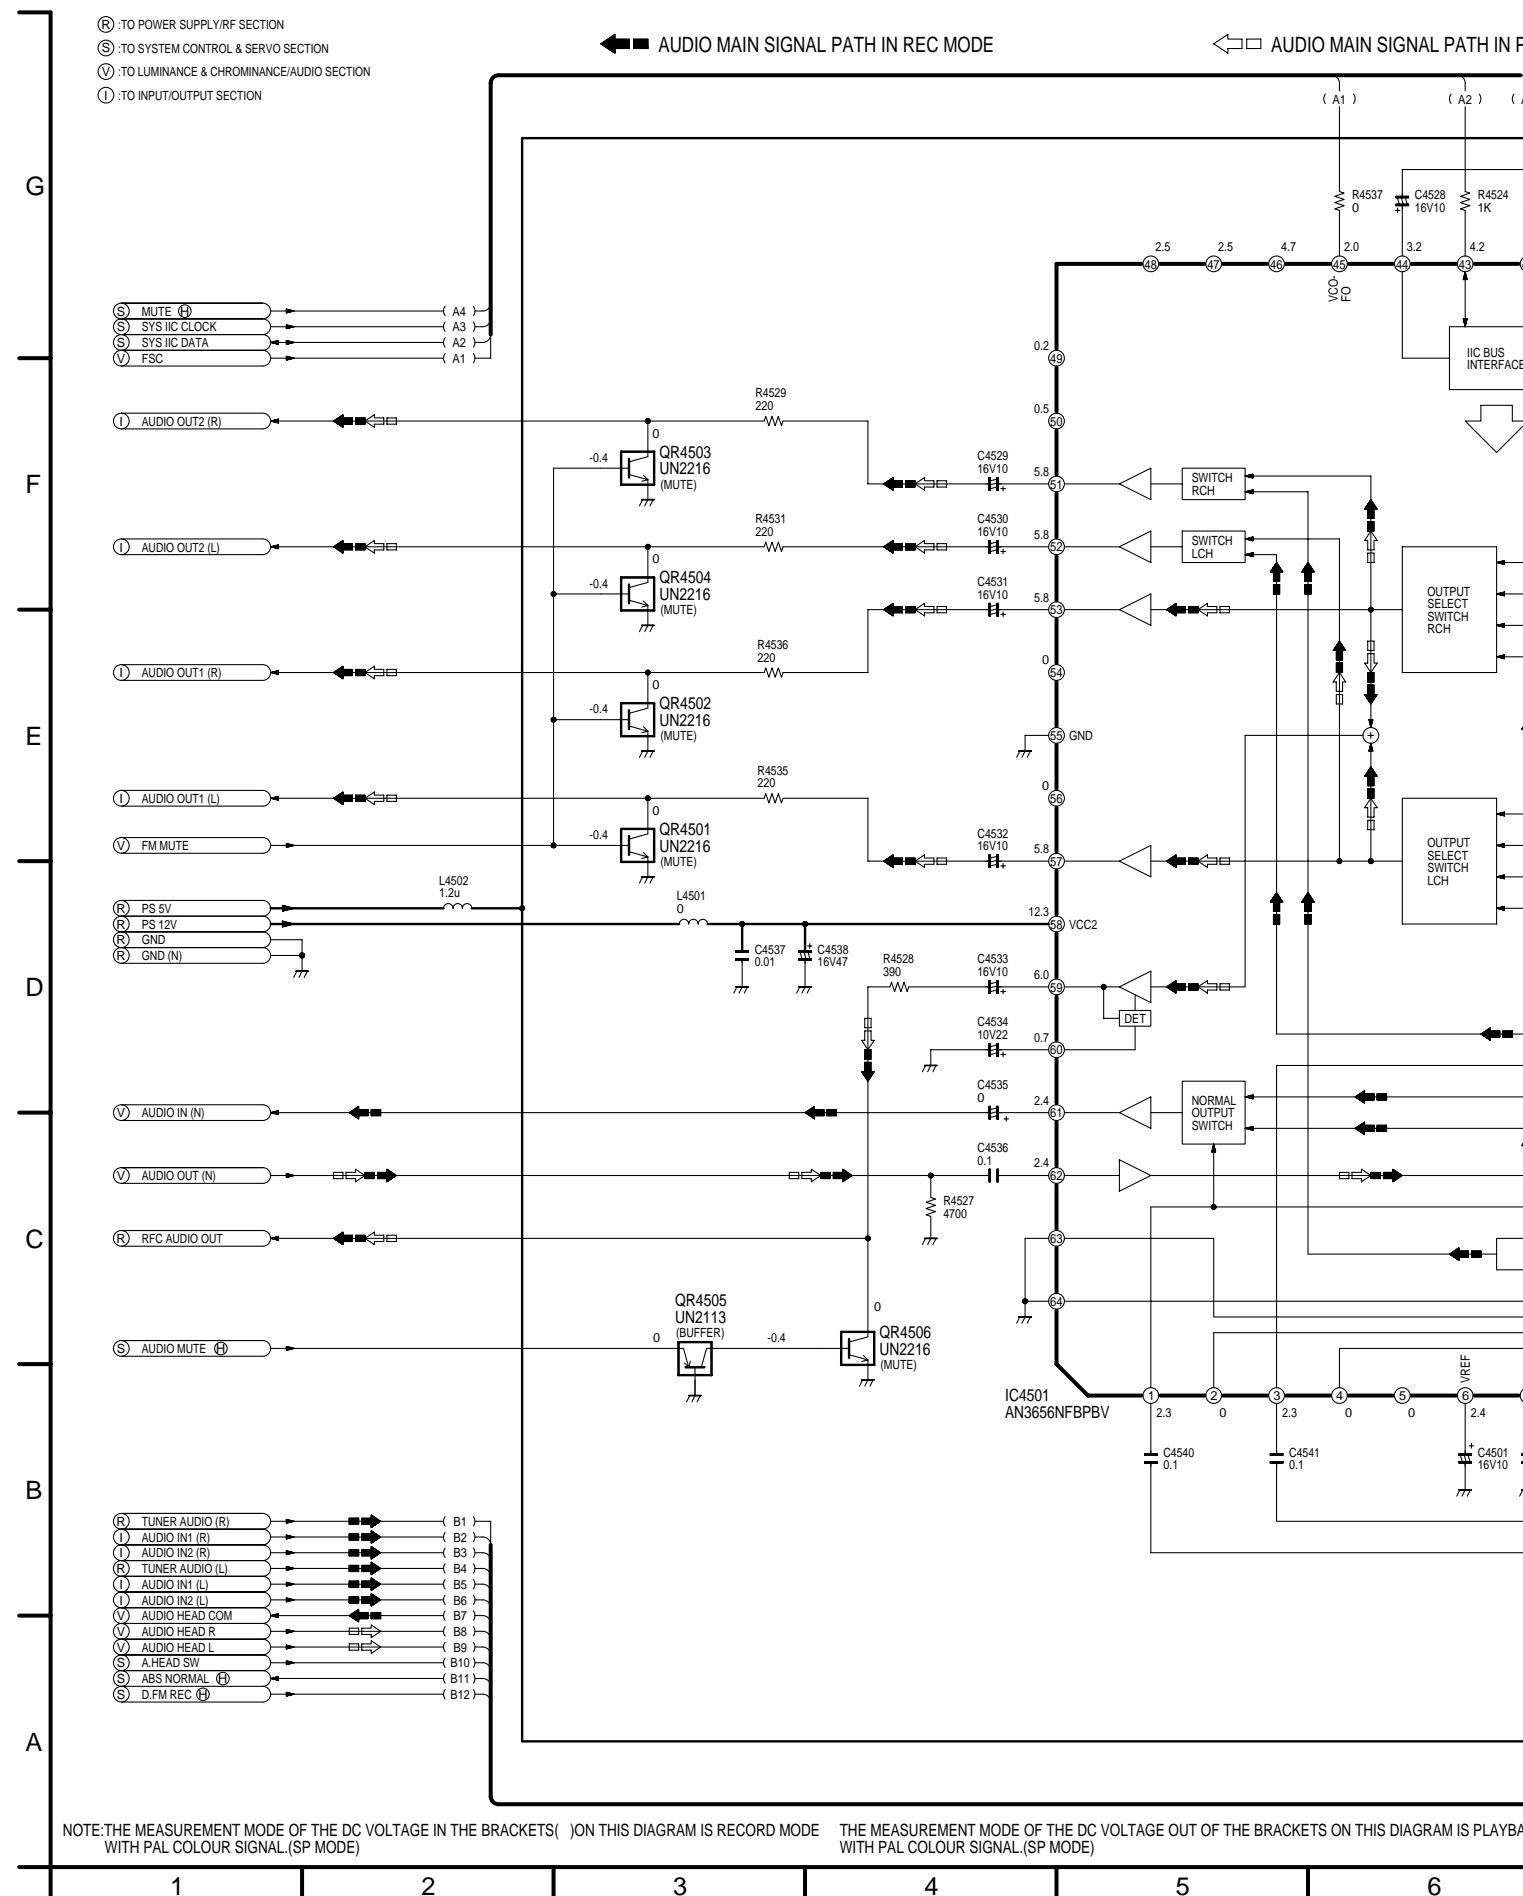 R :TO POWER SUPPLY/RF SECTION
S :TO SYSTEM CONTROL & SERVO SECTION
V :TO LUMINANCE & CHROMINANCE/AUDIO SECTION
I :TO INPUT/OUTPUT SECTION
AUDIO MAIN SIGNAL PATH IN REC MODE
AUDIO MAIN SIGNAL PATH IN P
( A1 )
( A2 )
(
G
R4537
0
C4528
16V10
+
R4524
1K
2.5
2.5
4.7
2.0
3.2
4.2
48
47
46
45
44
43
VCO-
FO
S MUTE H
( A4 )
S SYS IIC CLOCK
( A3 )
S SYS IIC DATA
( A2 )
V FSC
( A1 )
0.2
49
IIC BUS
INTERFACE
I AUDIO OUT2 (R)
R4529
220
0.5
50
0
-0.4
QR4503
UN2216
(MUTE)
F
C4529
16V10
+
5.8
51
SWITCH
RCH
I AUDIO OUT2 (L)
R4531
220
C4530
16V10
+
5.8
52
SWITCH
LCH
0
-0.4
QR4504
UN2216
(MUTE)
C4531
16V10
+
5.8
53
OUTPUT
SELECT
SWITCH
RCH
I AUDIO OUT1 (R)
R4536
220
0
54
0
-0.4
QR4502
UN2216
(MUTE)
E
55 GND
+
I AUDIO OUT1 (L)
R4535
220
0
56
0
V FM MUTE
-0.4
QR4501
UN2216
(MUTE)
C4532
16V10
+
5.8
57
OUTPUT
SELECT
SWITCH
LCH
L4502
1.2u
L4501
0
R PS 5V
R PS 12V
R GND
R GND (N)
12.3
58 VCC2
C4537
0.01
+
C4538
16V47
D
R4528
390
C4533
16V10
+
6.0
59
DET
C4534
10V22
+
0.7
60
V AUDIO IN (N)
C4535
0
+
2.4
61
NORMAL
OUTPUT
SWITCH
V AUDIO OUT (N)
C4536
0.1
2.4
62
R4527
4700
C
R RFC AUDIO OUT
63
64
S AUDIO MUTE H
QR4505
UN2113
(BUFFER)
0
-0.4
0
QR4506
UN2216
(MUTE)
IC4501
AN3656NFBPBV
VREF
1
2
3
4
5
6
2.3
0
2.3
0
0
2.4
C4540
0.1
C4541
0.1
+
C4501
16V10
B
R TUNER AUDIO (R)
( B1 )
I AUDIO IN1 (R)
( B2 )
I AUDIO IN2 (R)
( B3 )
R TUNER AUDIO (L)
( B4 )
I AUDIO IN1 (L)
( B5 )
I AUDIO IN2 (L)
( B6 )
V AUDIO HEAD COM
( B7 )
V AUDIO HEAD R
( B8 )
V AUDIO HEAD L
( B9 )
S A.HEAD SW
( B10 )
S ABS NORMAL H
( B11 )
S D.FM REC H
( B12 )
A
NOTE:THE MEASUREMENT MODE OF THE DC VOLTAGE IN THE BRACKETS( )ON THIS DIAGRAM IS RECORD MODE
WITH PAL COLOUR SIGNAL.(SP MODE)
THE MEASUREMENT MODE OF THE DC VOLTAGE OUT OF THE BRACKETS ON THIS DIAGRAM IS PLAYBA
WITH PAL COLOUR SIGNAL.(SP MODE)
1
2
3
4
5
6